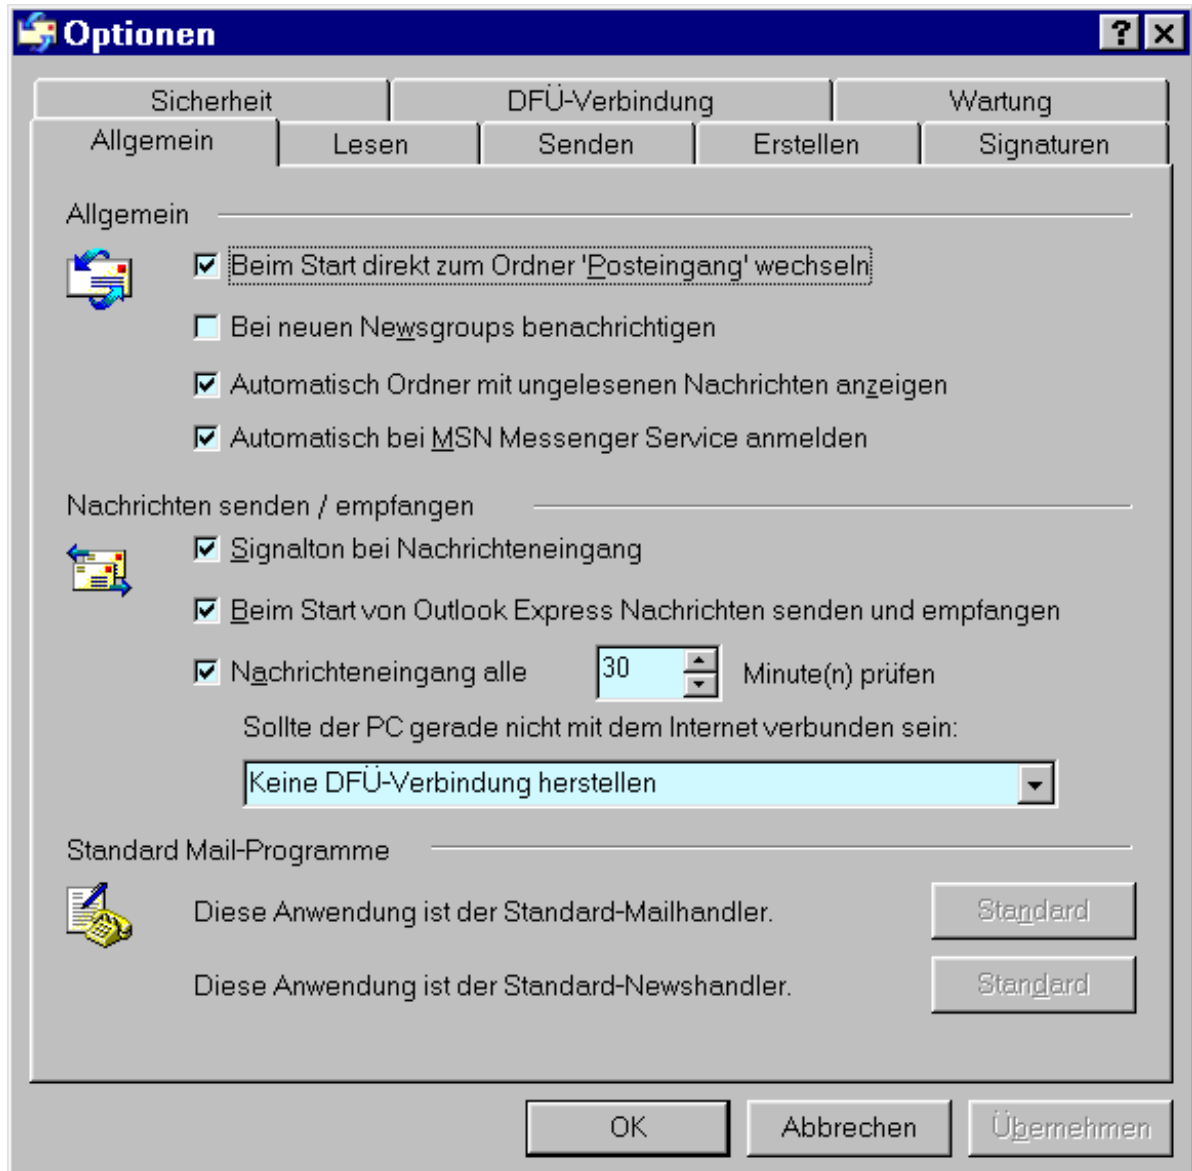 Optionen
Sicherheit DFÜ-Verbindung Wartung
Allgemein Lesen Senden Erstellen Signaturen
Allgemein
Beim Start direkt zum Ordner 'Posteingang' wechseln
Bei neuen Newsgroups benachrichtigen
Automatisch Ordner mit ungelesenen Nachrichten anzeigen
Automatisch bei MSN Messenger Service anmelden
Nachrichten senden / empfangen
Signalton bei Nachrichteneingang
Beim Start von Outlook Express Nachrichten senden und empfangen
Nachrichteneingang alle 30 Minute(n) prüfen
Sollte der PC gerade nicht mit dem Internet verbunden sein:
Keine DFÜ-Verbindung herstellen
Standard Mail-Programme
Diese Anwendung ist der Standard-Mailhandler. Standard
Diese Anwendung ist der Standard-Newshandler. Standard
OK Abbrechen Übernehmen